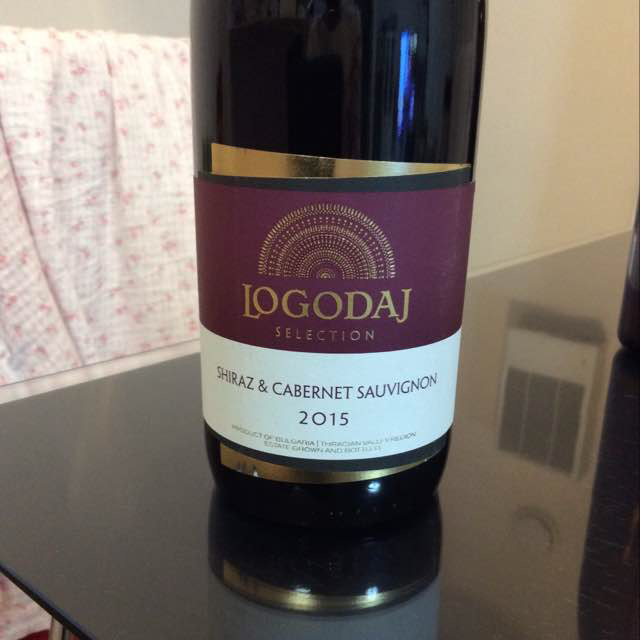 LOGODAJ
SELECTION
SHIRAZ & CABERNET SAUVIGNON
2015
PRODUCT OF BULGARIA | THRACIAN VALLEY REGION
ESTATE GROWN AND BOTTLED